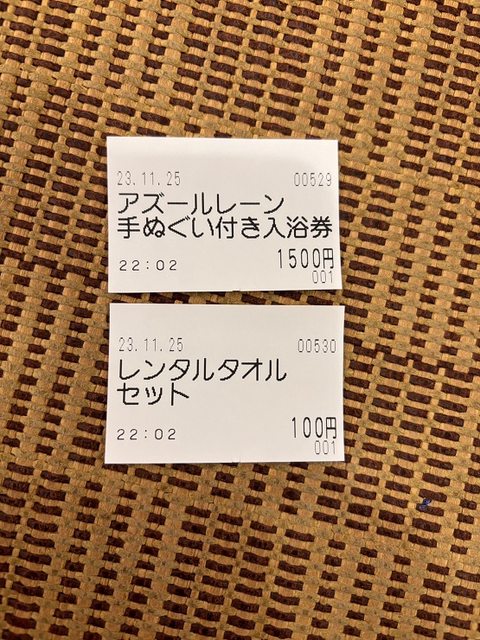 23.11.25 00529
アズールレーン
手ぬぐい付き入浴券
22:02 1500円
001
23.11.25 00530
レンタルタオル
セット
22:02 100円
001